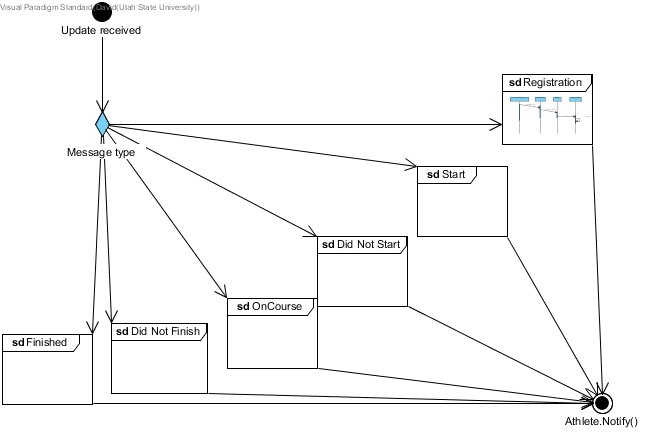 Visual Paradigm Standard(David(Utah State University))
Update received
sd Registration
Message type
sd Start
sd Did Not Start
sd OnCourse
sd Did Not Finish
sd Finished
Athlete.Notify()